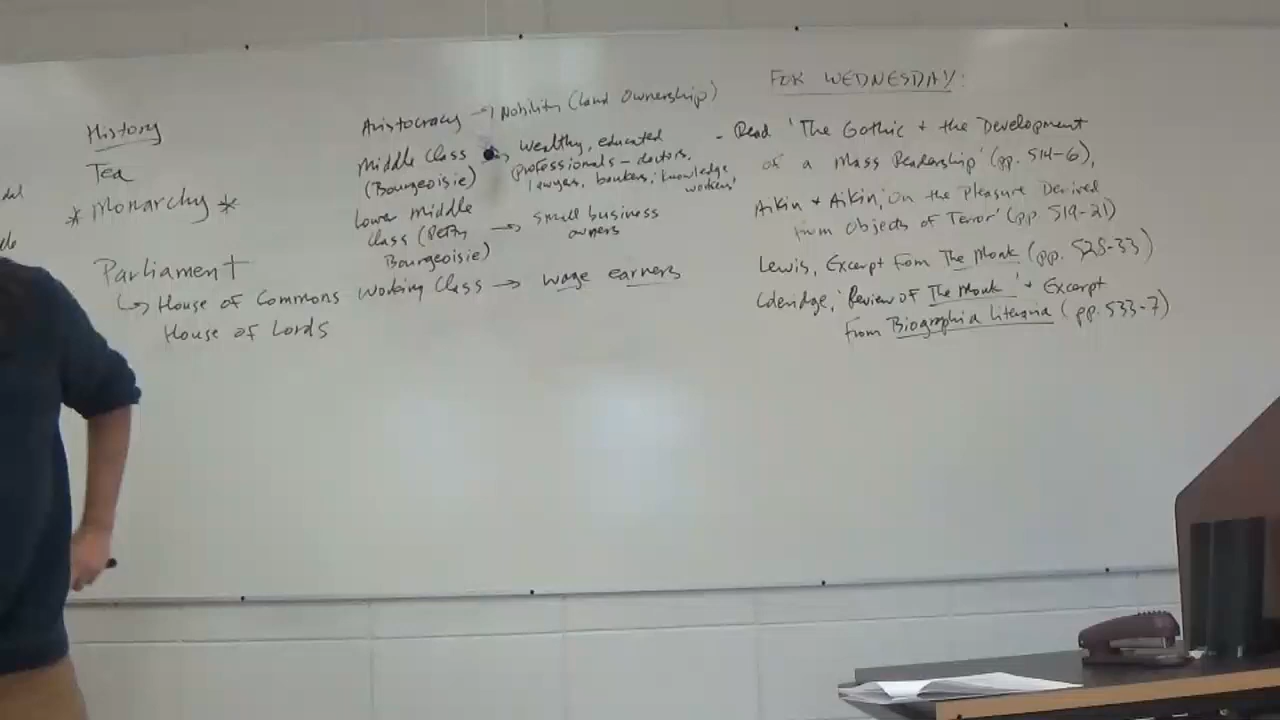 History
Tea
* Monarchy *
Parliament
↳ House of Commons
House of Lords
Aristocracy → Nobility (Land Ownership)
Middle Class → Wealthy, educated
(Bourgeoisie) professionals – doctors,
lawyers, bankers, 'knowledge
workers'
Lower middle
Class (Petty → Small business
Bourgeoisie) owners
Working Class → wage earners
FOR WEDNESDAY:
- Read 'The Gothic + the Development
of a Mass Readership' (pp. 514-6),
Aikin + Aikin, 'On the Pleasure Derived
from Objects of Terror' (pp. 519-21)
Lewis, Excerpt from The Monk (pp. 525-33)
Coleridge, 'Review of The Monk' + Excerpt
from Biographia Literaria (pp. 533-7)